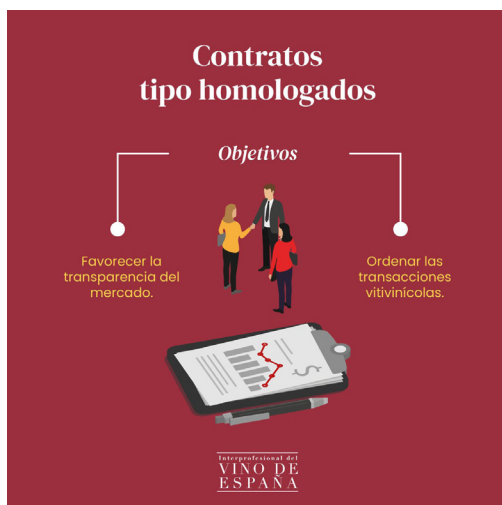 Contratos
tipo homologados
Objetivos
Favorecer la
transparencia del
mercado.
Ordenar las
transacciones
vitivinícolas.
$
Interprofesional del
VINO DE
ESPAÑA